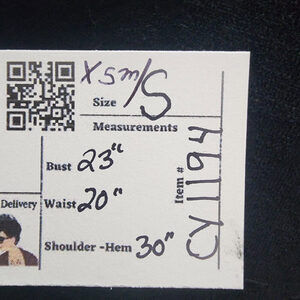 XSM/S
Size
Measurements
Bust 23"
Waist 20"
Shoulder -Hem 30"
Item # CY1194
Delivery